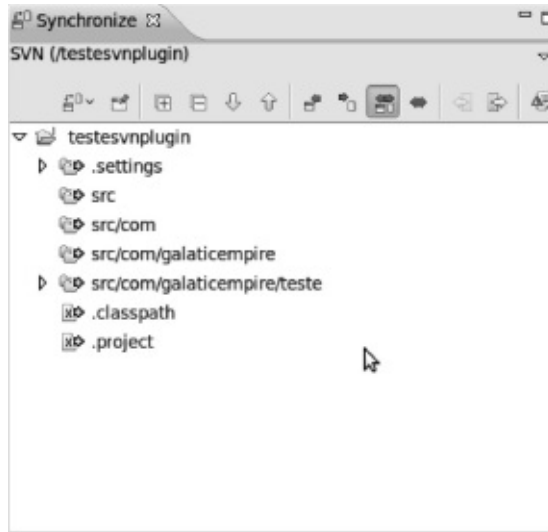 Synchronize
SVN (/testesvnplugin)
testesvnplugin
.settings
src
src/com
src/com/galaticempire
src/com/galaticempire/teste
.classpath
.project